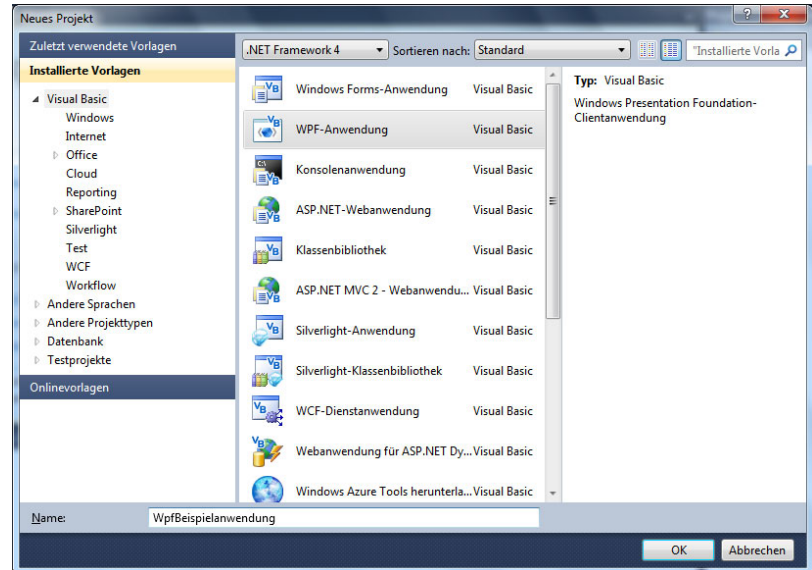 Neues Projekt
Zuletzt verwendete Vorlagen
.NET Framework 4
Sortieren nach:
Standard
"Installierte Vorla
Installierte Vorlagen
Visual Basic
Windows
Internet
Office
Cloud
Reporting
SharePoint
Silverlight
Test
WCF
Workflow
Andere Sprachen
Andere Projekttypen
Datenbank
Testprojekte
Onlinevorlagen
Windows Forms-Anwendung Visual Basic
WPF-Anwendung Visual Basic
Konsolenanwendung Visual Basic
ASP.NET-Webanwendung Visual Basic
Klassenbibliothek Visual Basic
ASP.NET MVC 2 - Webanwendu... Visual Basic
Silverlight-Anwendung Visual Basic
Silverlight-Klassenbibliothek Visual Basic
WCF-Dienstanwendung Visual Basic
Webanwendung für ASP.NET Dy... Visual Basic
Windows Azure Tools herunterla... Visual Basic
Typ: Visual Basic
Windows Presentation Foundation-
Clientanwendung
Name: WpfBeispielanwendung
OK
Abbrechen